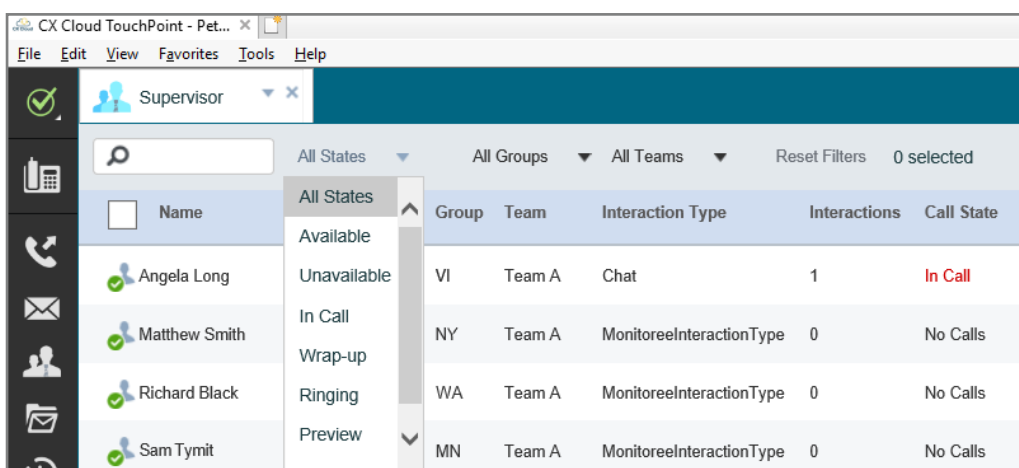 CX Cloud TouchPoint - Pet...
File Edit View Favorites Tools Help
Supervisor
All States All Groups All Teams Reset Filters 0 selected
All States
Available
Unavailable
In Call
Wrap-up
Ringing
Preview
Name Group Team Interaction Type Interactions Call State
Angela Long VI Team A Chat 1 In Call
Matthew Smith NY Team A MonitoreeInteractionType 0 No Calls
Richard Black WA Team A MonitoreeInteractionType 0 No Calls
Sam Tymit MN Team A MonitoreeInteractionType 0 No Calls